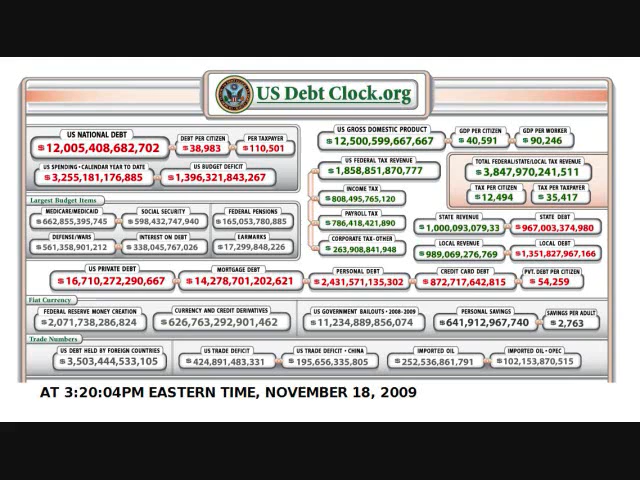 US Debt Clock.org
US NATIONAL DEBT
$12,005,408,682,702
DEBT PER CITIZEN
$38,983
PER TAXPAYER
$110,501
US SPENDING • CALENDAR YEAR TO DATE
$3,255,181,176,885
US BUDGET DEFICIT
$1,396,321,843,267
US GROSS DOMESTIC PRODUCT
$12,500,599,667,667
GDP PER CITIZEN
$40,591
GDP PER WORKER
$90,246
US FEDERAL TAX REVENUE
$1,858,851,870,777
INCOME TAX
$808,495,765,120
PAYROLL TAX
$786,418,421,890
CORPORATE TAX • OTHER
$263,908,841,948
TOTAL FEDERAL/STATE/LOCAL TAX REVENUE
$3,847,970,241,511
TAX PER CITIZEN
$12,494
TAX PER TAXPAYER
$35,417
STATE REVENUE
$1,000,093,079,33
STATE DEBT
$967,003,374,980
LOCAL REVENUE
$989,069,276,769
LOCAL DEBT
$1,351,827,967,166
Largest Budget Items
MEDICARE/MEDICAID
$662,855,395,745
SOCIAL SECURITY
$598,432,747,940
FEDERAL PENSIONS
$165,053,780,885
DEFENSE/WARS
$561,358,901,212
INTEREST ON DEBT
$338,045,767,026
EARMARKS
$17,299,848,226
US PRIVATE DEBT
$16,710,272,290,667
MORTGAGE DEBT
$14,278,701,202,621
PERSONAL DEBT
$2,431,571,135,302
CREDIT CARD DEBT
$872,717,642,815
PVT. DEBT PER CITIZEN
$54,259
Fiat Currency
FEDERAL RESERVE MONEY CREATION
$2,071,738,286,824
CURRENCY AND CREDIT DERIVATIVES
$626,763,292,901,462
US GOVERNMENT BAILOUTS • 2008-2009
$11,234,889,856,074
PERSONAL SAVINGS
$641,912,967,740
SAVINGS PER ADULT
$2,763
Trade Numbers
US DEBT HELD BY FOREIGN COUNTRIES
$3,503,444,533,105
US TRADE DEFICIT
$424,891,483,331
US TRADE DEFICIT • CHINA
$195,656,335,805
IMPORTED OIL
$252,536,861,791
IMPORTED OIL • OPEC
$102,153,870,515
AT 3:20:04PM EASTERN TIME, NOVEMBER 18, 2009